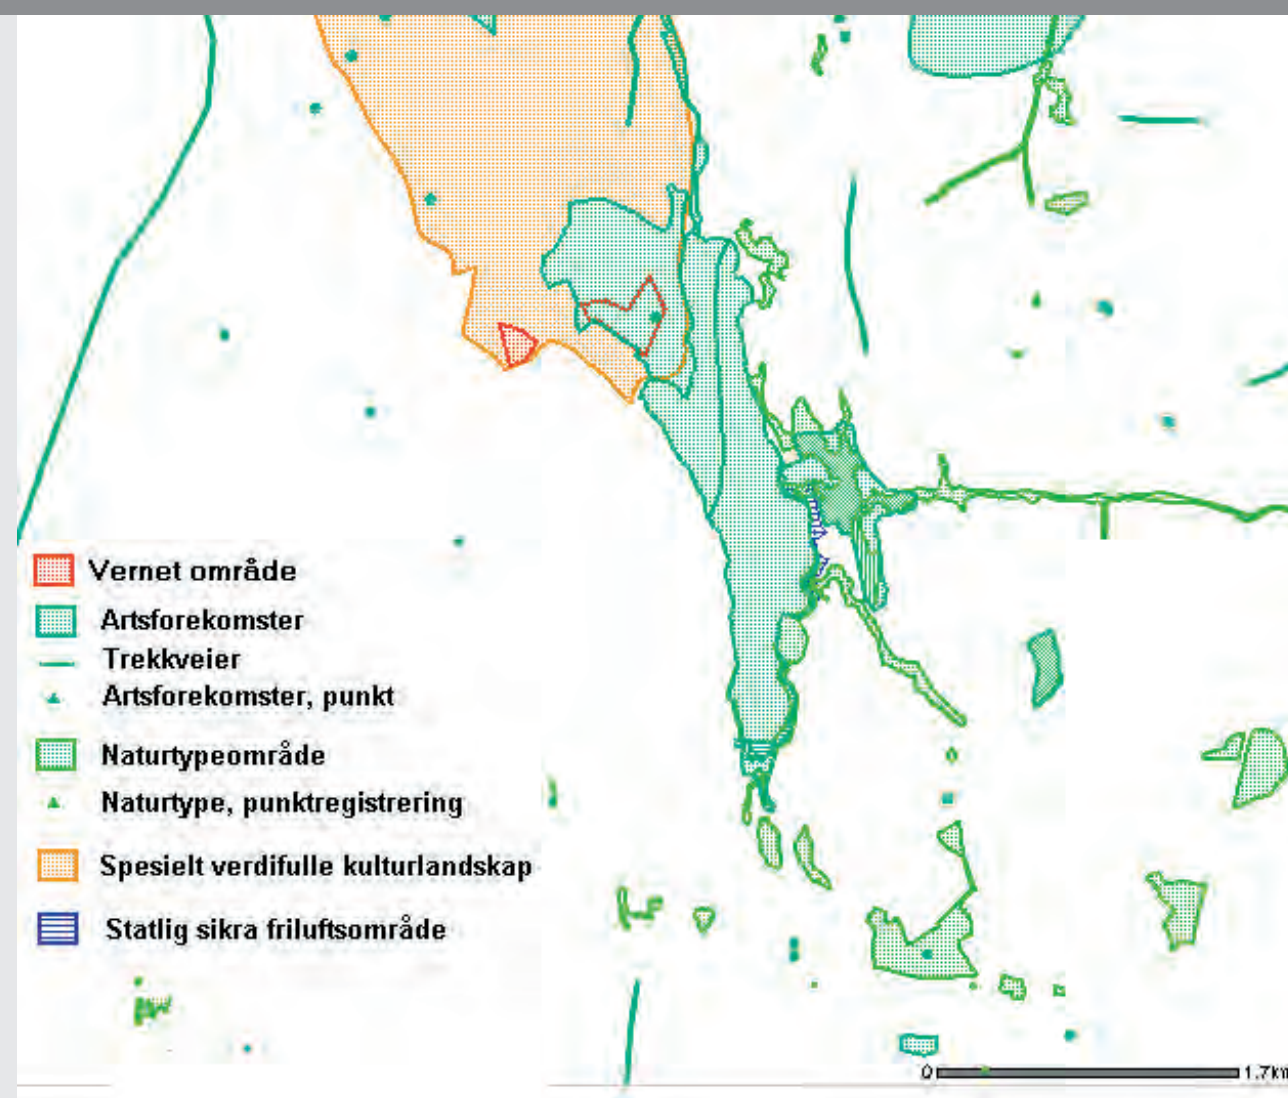 Vernet område
Artsforekomster
Trekkveier
Artsforekomster, punkt
Naturtypeområde
Naturtype, punktregistrering
Spesielt verdifulle kulturlandskap
Statlig sikra friluftsområde
0 1.7km